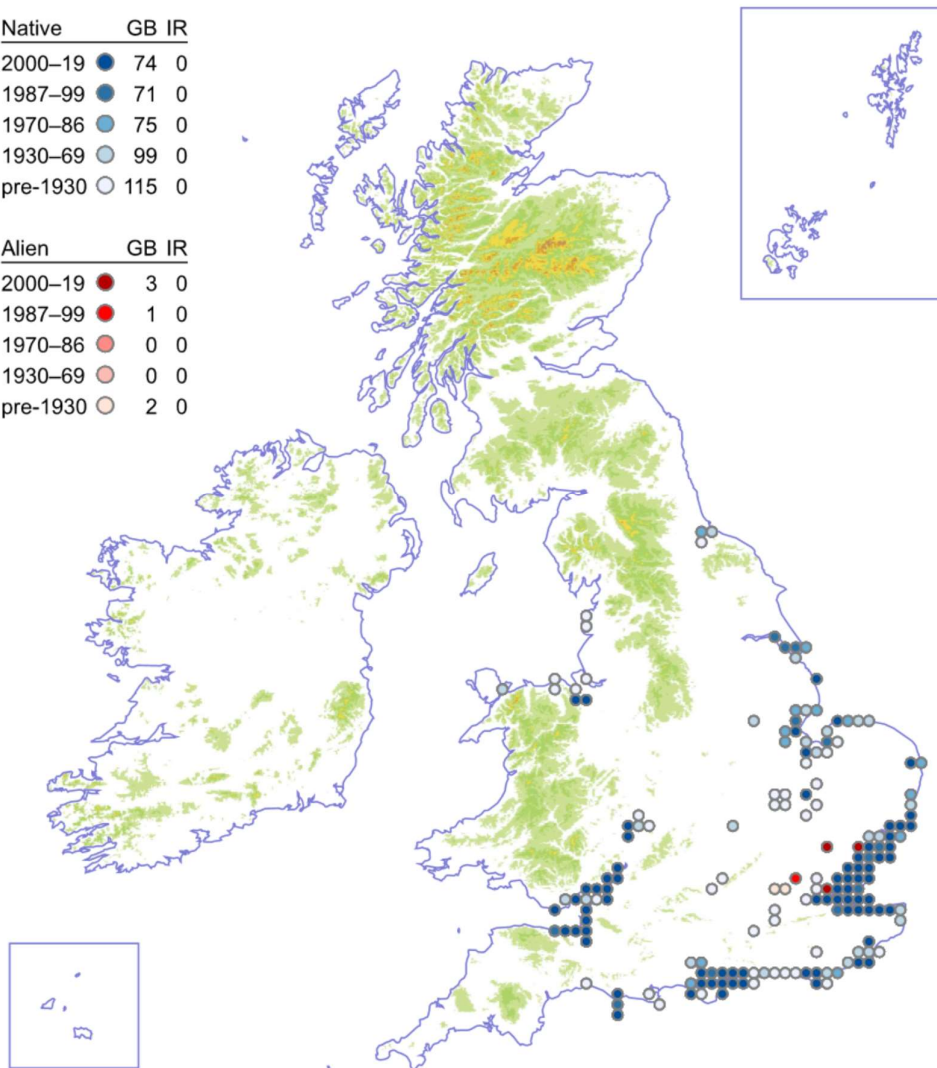 Native GB IR
2000–19 74 0
1987–99 71 0
1970–86 75 0
1930–69 99 0
pre-1930 115 0
Alien GB IR
2000–19 3 0
1987–99 1 0
1970–86 0 0
1930–69 0 0
pre-1930 2 0